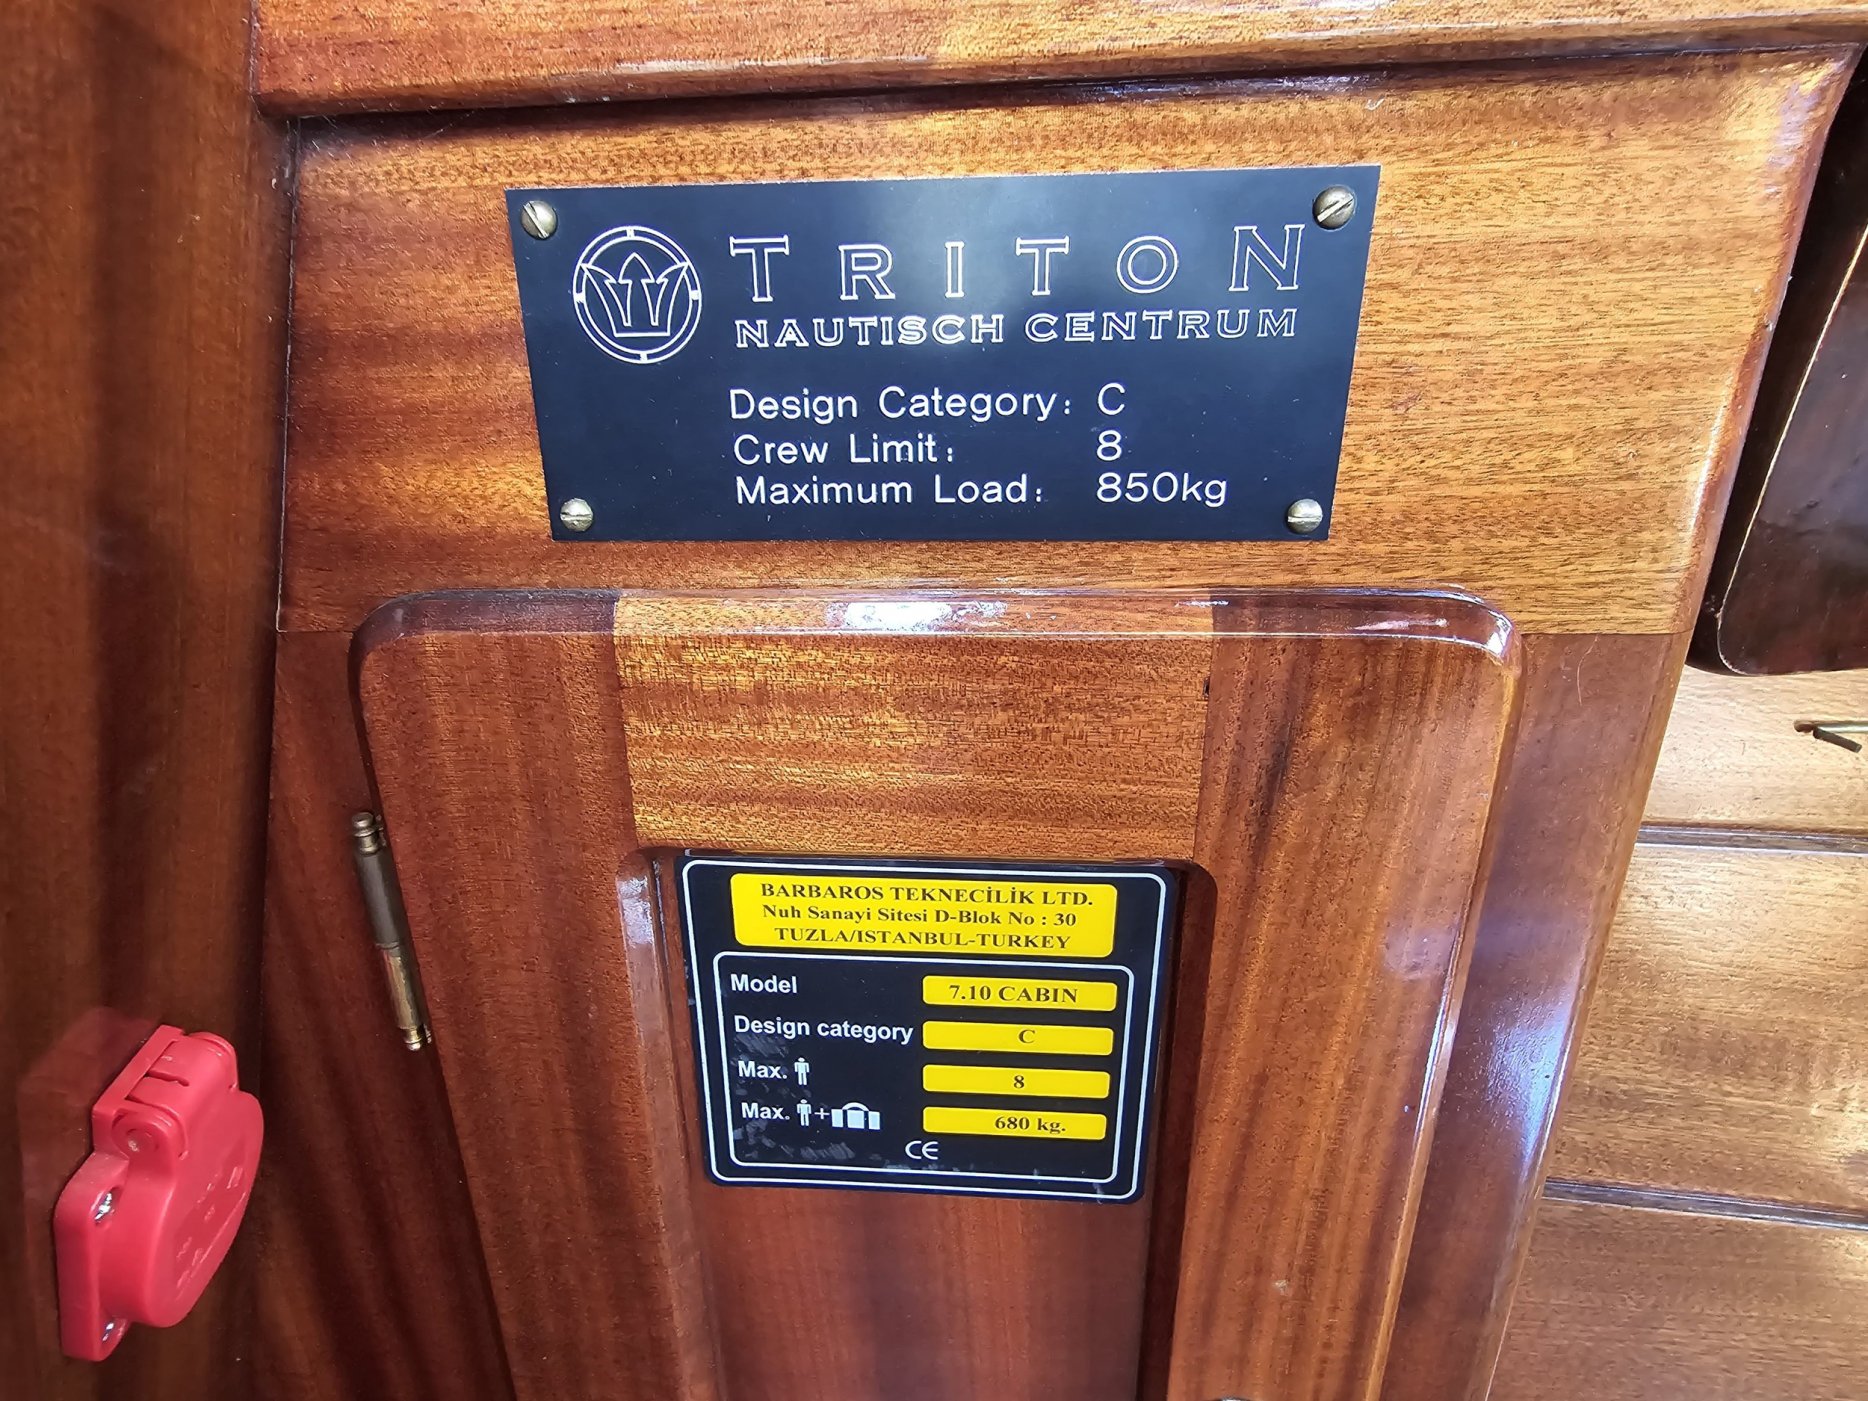 TRITON
NAUTISCH CENTRUM
Design Category: C
Crew Limit: 8
Maximum Load: 850kg
BARBAROS TEKNECİLİK LTD.
Nuh Sanayi Sitesi D-Blok No : 30
TUZLA/ISTANBUL-TURKEY
Model 7.10 CABIN
Design category C
Max. 8
Max. + 680 kg.
CE